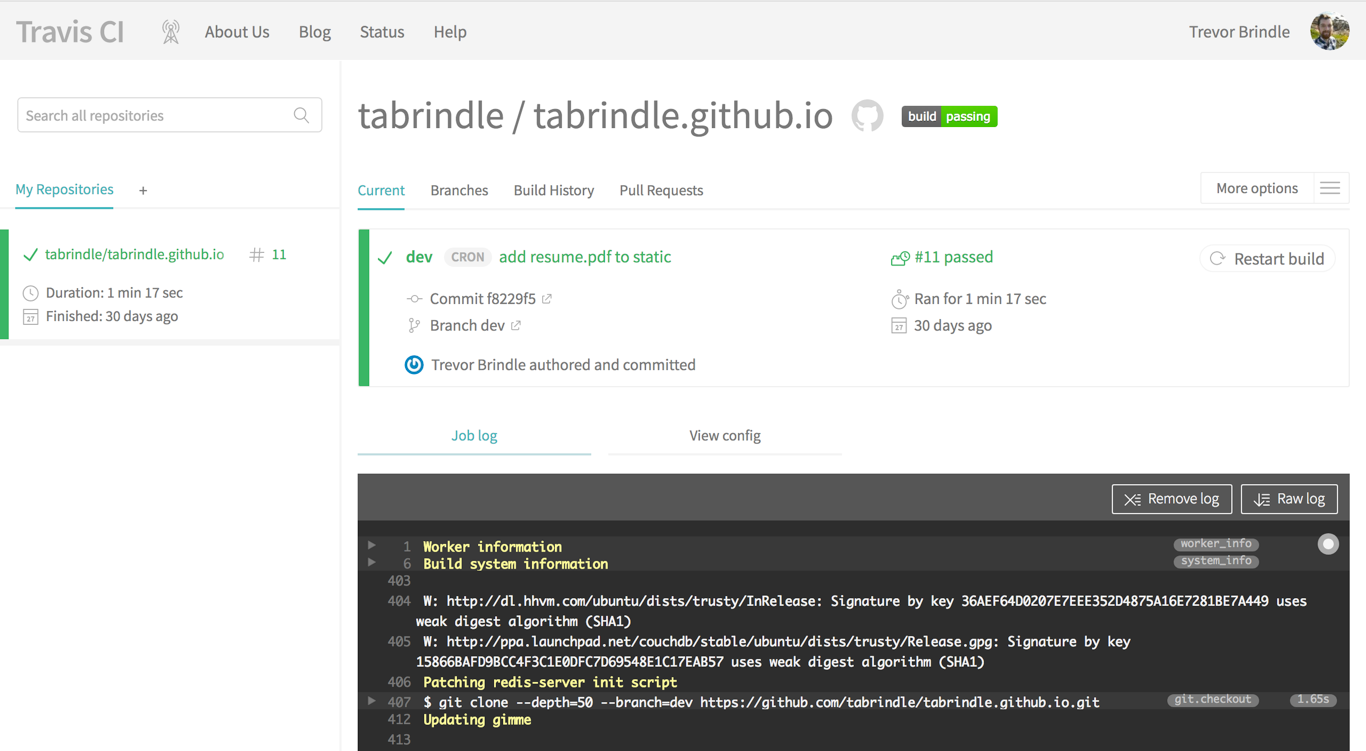 Travis CI
About Us
Blog
Status
Help
Trevor Brindle
Search all repositories
My Repositories +
tabrindle/tabrindle.github.io # 11
Duration: 1 min 17 sec
27 Finished: 30 days ago
tabrindle / tabrindle.github.io
build passing
Current
Branches
Build History
Pull Requests
More options
dev CRON add resume.pdf to static
Commit f8229f5
Branch dev
Trevor Brindle authored and committed
#11 passed
Ran for 1 min 17 sec
27 30 days ago
Restart build
Job log
View config
Remove log
Raw log
1 Worker information worker_info
6 Build system information system_info
403
404 W: http://dl.hhvm.com/ubuntu/dists/trusty/InRelease: Signature by key 36AEF64D0207E7EEE352D4875A16E7281BE7A449 uses
weak digest algorithm (SHA1)
405 W: http://ppa.launchpad.net/couchdb/stable/ubuntu/dists/trusty/Release.gpg: Signature by key
15866BAFD9BCC4F3C1E0DFC7D69548E1C17EAB57 uses weak digest algorithm (SHA1)
406 Patching redis-server init script
407 $ git clone --depth=50 --branch=dev https://github.com/tabrindle/tabrindle.github.io.git git.checkout 1.65s
412 Updating gimme
413